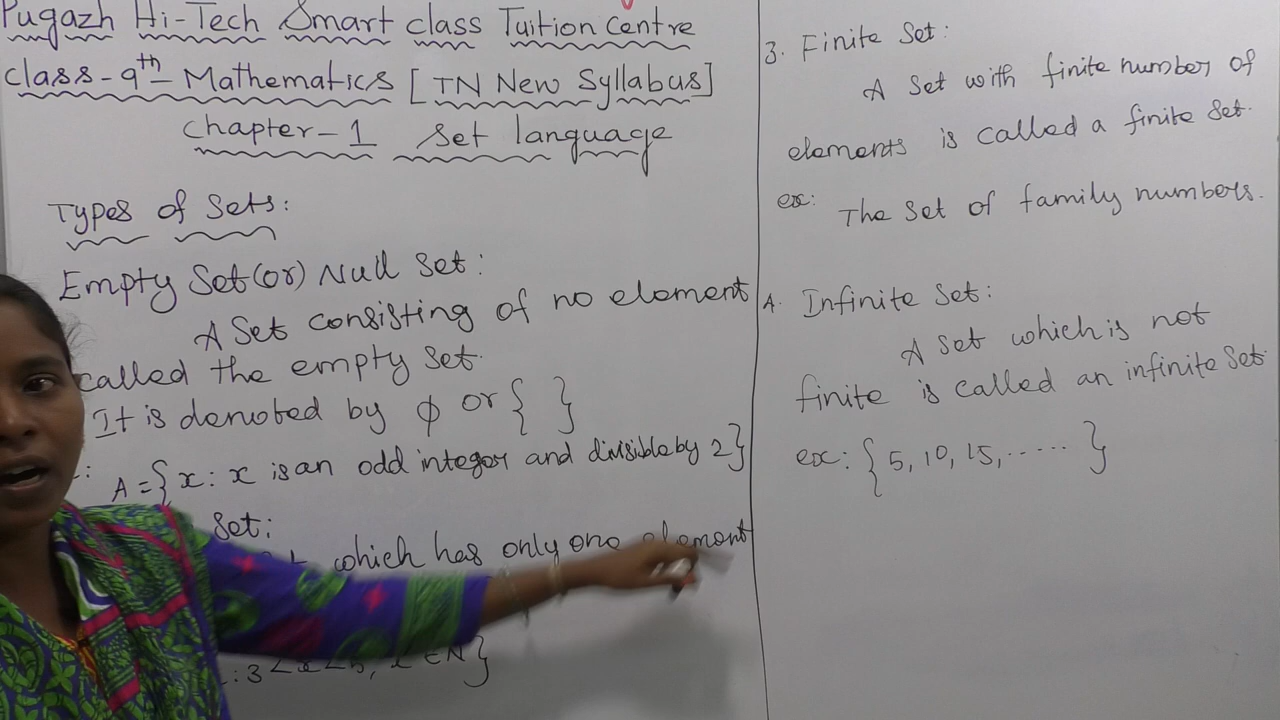 Pugazh Hi-Tech Smart class Tuition Centre
Class-9th Mathematics [TN New Syllabus]
Chapter-1 Set language
Types of Sets:
Empty Set(or) Null Set:
A Set consisting of no element
called the empty set.
It is denoted by ϕ or { }
A={x: x is an odd integer and divisible by 2}
Set:
which has only one element
:3<x<5, x∈N}
3. Finite Set:
A Set with finite number of
elements is called a finite Set.
ex: The Set of family numbers.
4. Infinite Set:
A Set which is not
finite is called an infinite Set.
ex: {5, 10, 15, ...... }